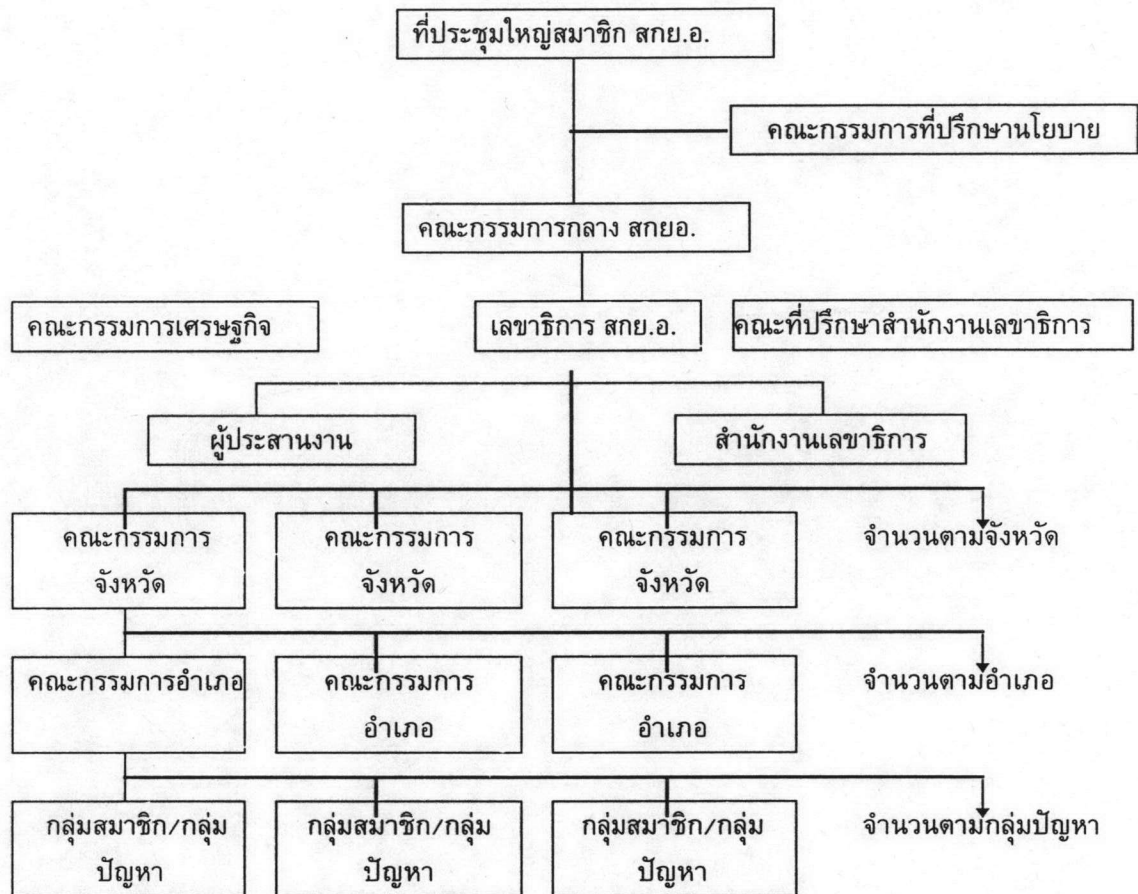 ที่ประชุมใหญ่สมาชิก สกย.อ.
คณะกรรมการที่ปรึกษานโยบาย
คณะกรรมการกลาง สกยอ.
คณะกรรมการเศรษฐกิจ
เลขาธิการ สกย.อ.
คณะที่ปรึกษาสำนักงานเลขาธิการ
ผู้ประสานงาน
สำนักงานเลขาธิการ
คณะกรรมการ
จังหวัด
คณะกรรมการ
จังหวัด
คณะกรรมการ
จังหวัด
จำนวนตามจังหวัด
คณะกรรมการอำเภอ
คณะกรรมการ
อำเภอ
คณะกรรมการ
อำเภอ
จำนวนตามอำเภอ
กลุ่มสมาชิก/กลุ่ม
ปัญหา
กลุ่มสมาชิก/กลุ่ม
ปัญหา
กลุ่มสมาชิก/กลุ่ม
ปัญหา
จำนวนตามกลุ่มปัญหา